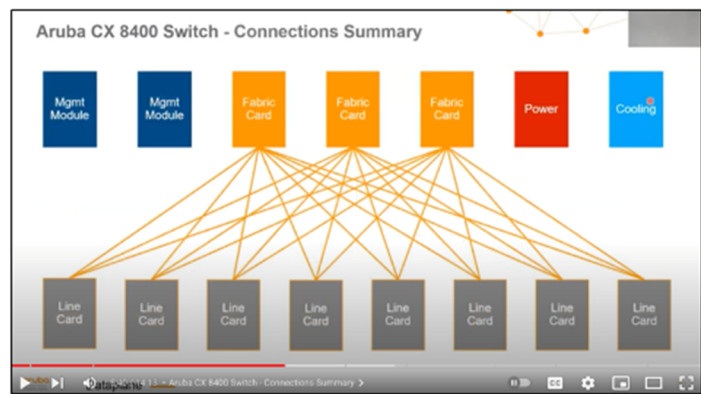 Aruba CX 8400 Switch - Connections Summary
Mgmt
Module
Mgmt
Module
Fabric
Card
Fabric
Card
Fabric
Card
Power
Cooling
Line
Card
Line
Card
Line
Card
Line
Card
Line
Card
Line
Card
Line
Card
Line
Card
Dataplane
• Aruba CX 8400 Switch - Connections Summary >
CC